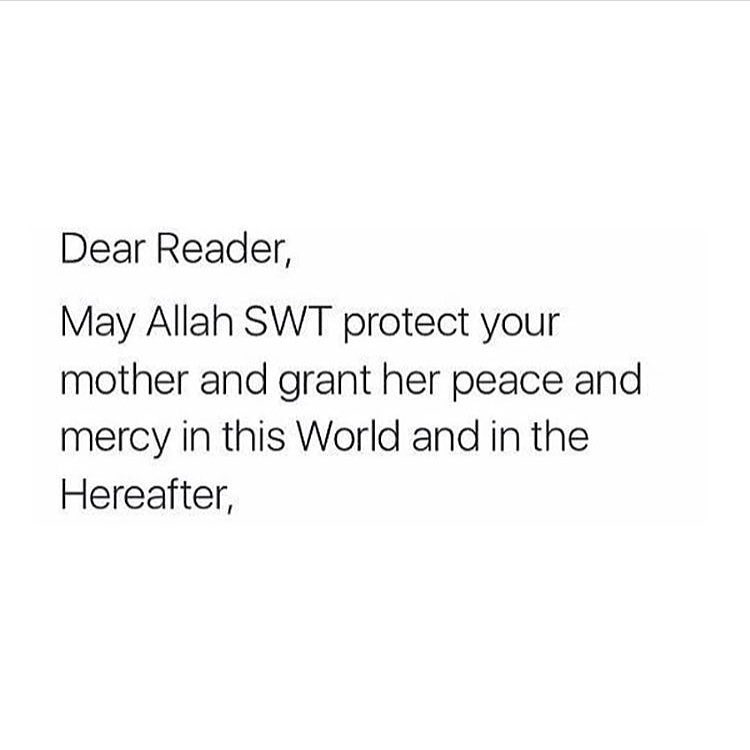 Dear Reader,
May Allah SWT protect your
mother and grant her peace and
mercy in this World and in the
Hereafter,